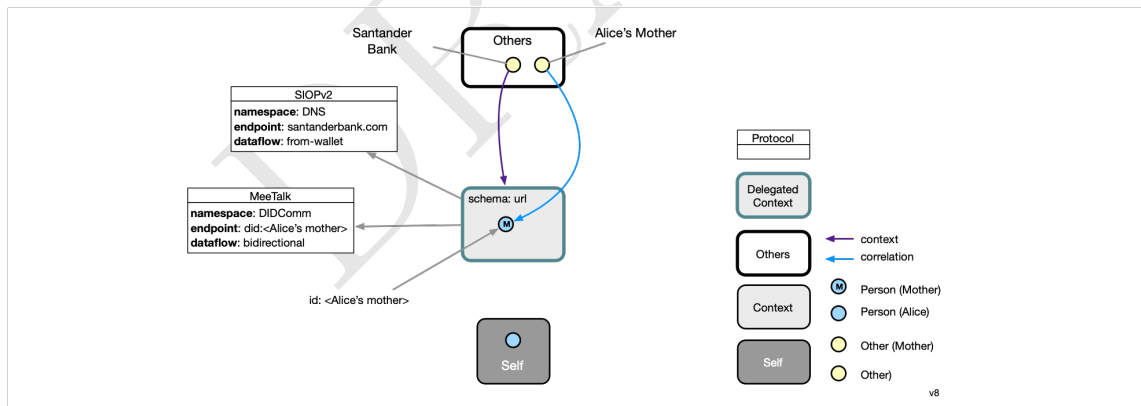 Santander
Bank
Others
Alice's Mother
SIOPv2
namespace: DNS
endpoint: santanderbank.com
dataflow: from-wallet
MeeTalk
namespace: DIDComm
endpoint: did:<Alice's mother>
dataflow: bidirectional
schema: url
M
id: <Alice's mother>
Self
Protocol
Delegated
Context
Others
context
correlation
Context
M
Person (Mother)
Person (Alice)
Self
Other (Mother)
Other)
v8